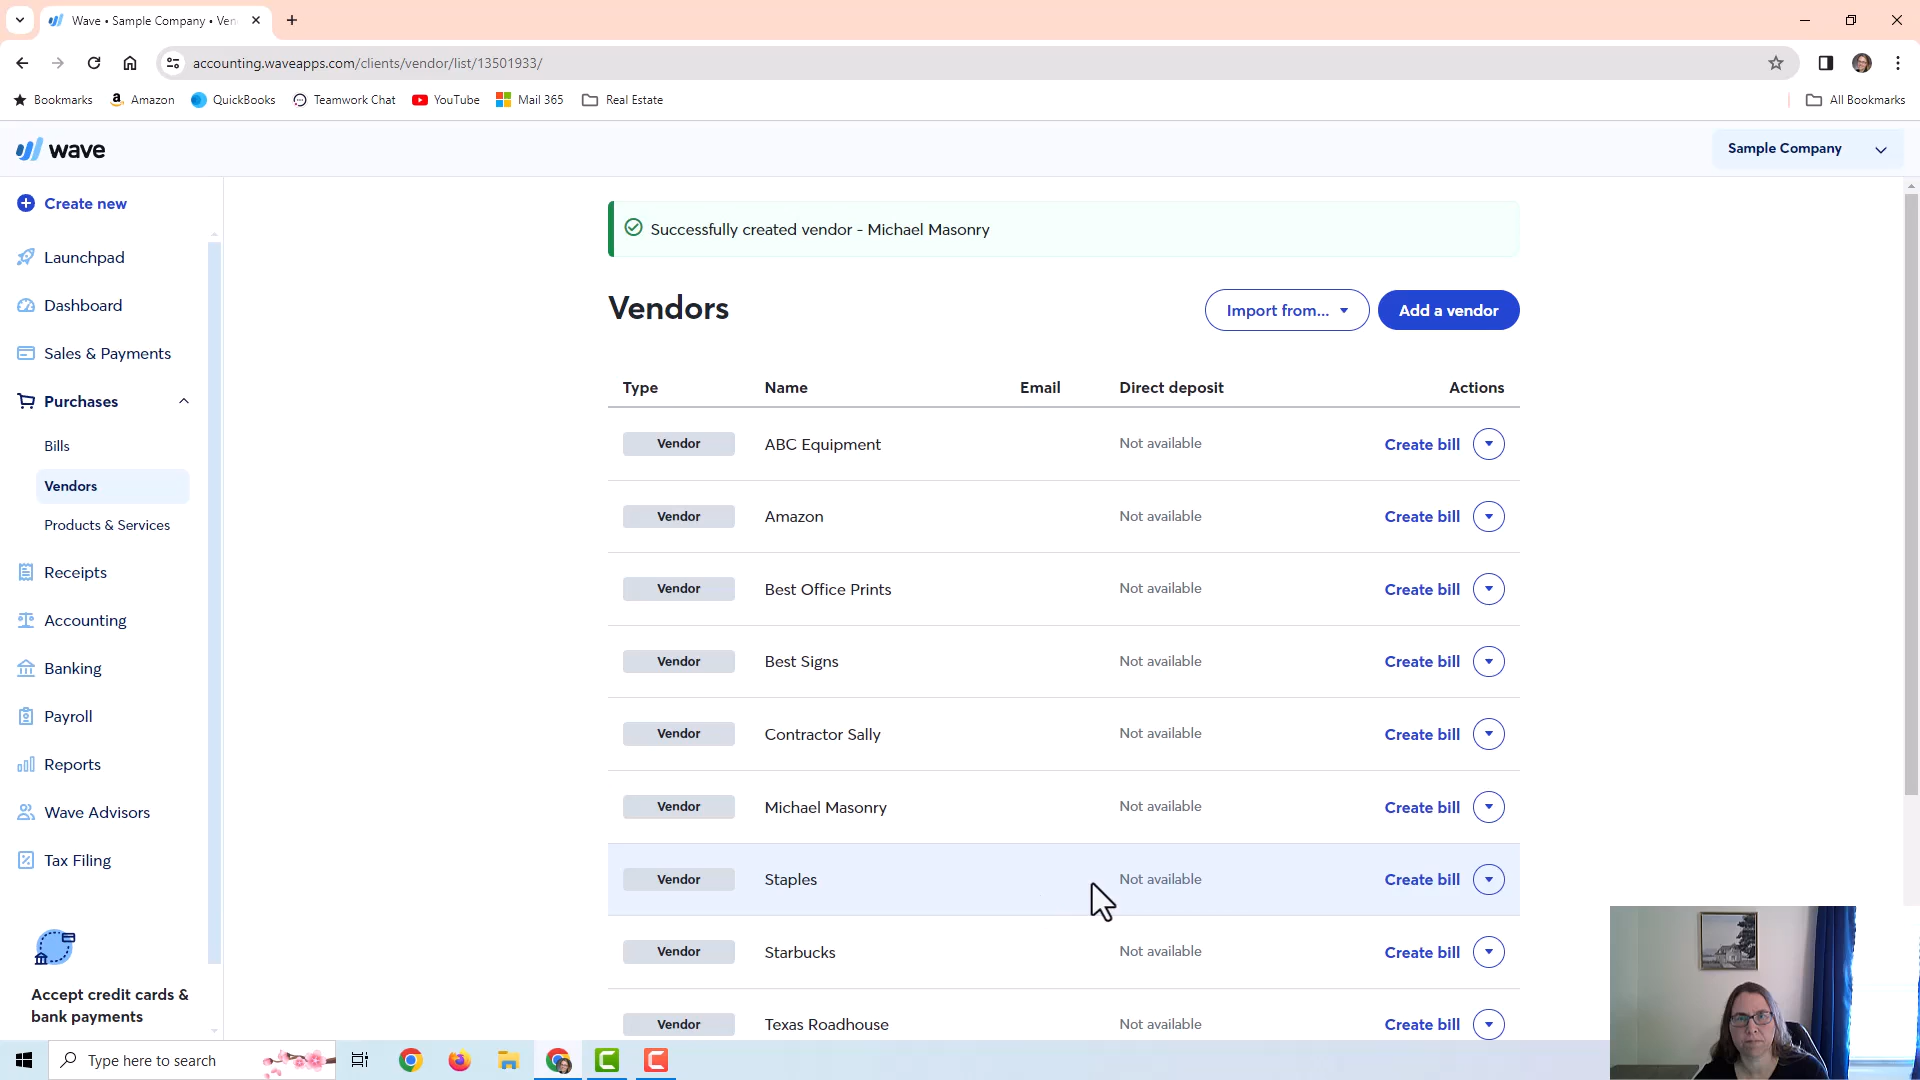 Wave • Sample Company • Ven
accounting.waveapps.com/clients/vendor/list/13501933/
Bookmarks
Amazon
QuickBooks
Teamwork Chat
YouTube
Mail 365
Real Estate
All Bookmarks
wave
Sample Company
Create new
Launchpad
Dashboard
Sales & Payments
Purchases
Bills
Vendors
Products & Services
Receipts
Accounting
Banking
Payroll
Reports
Wave Advisors
Tax Filing
Accept credit cards &
bank payments
Successfully created vendor - Michael Masonry
Vendors
Import from...
Add a vendor
Type Name Email Direct deposit Actions
Vendor ABC Equipment Not available Create bill
Vendor Amazon Not available Create bill
Vendor Best Office Prints Not available Create bill
Vendor Best Signs Not available Create bill
Vendor Contractor Sally Not available Create bill
Vendor Michael Masonry Not available Create bill
Vendor Staples Not available Create bill
Vendor Starbucks Not available Create bill
Vendor Texas Roadhouse Not available Create bill
Type here to search